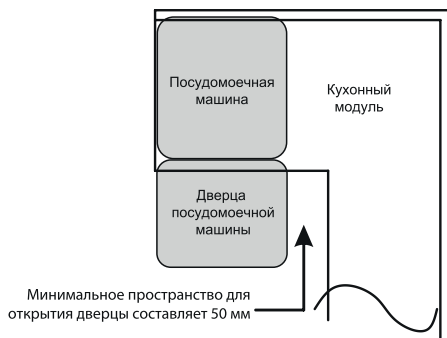 Посудомоечная
машина
Кухонный
модуль
Дверца
посудомоечной
машины
Минимальное пространство для
открытия дверцы составляет 50 мм